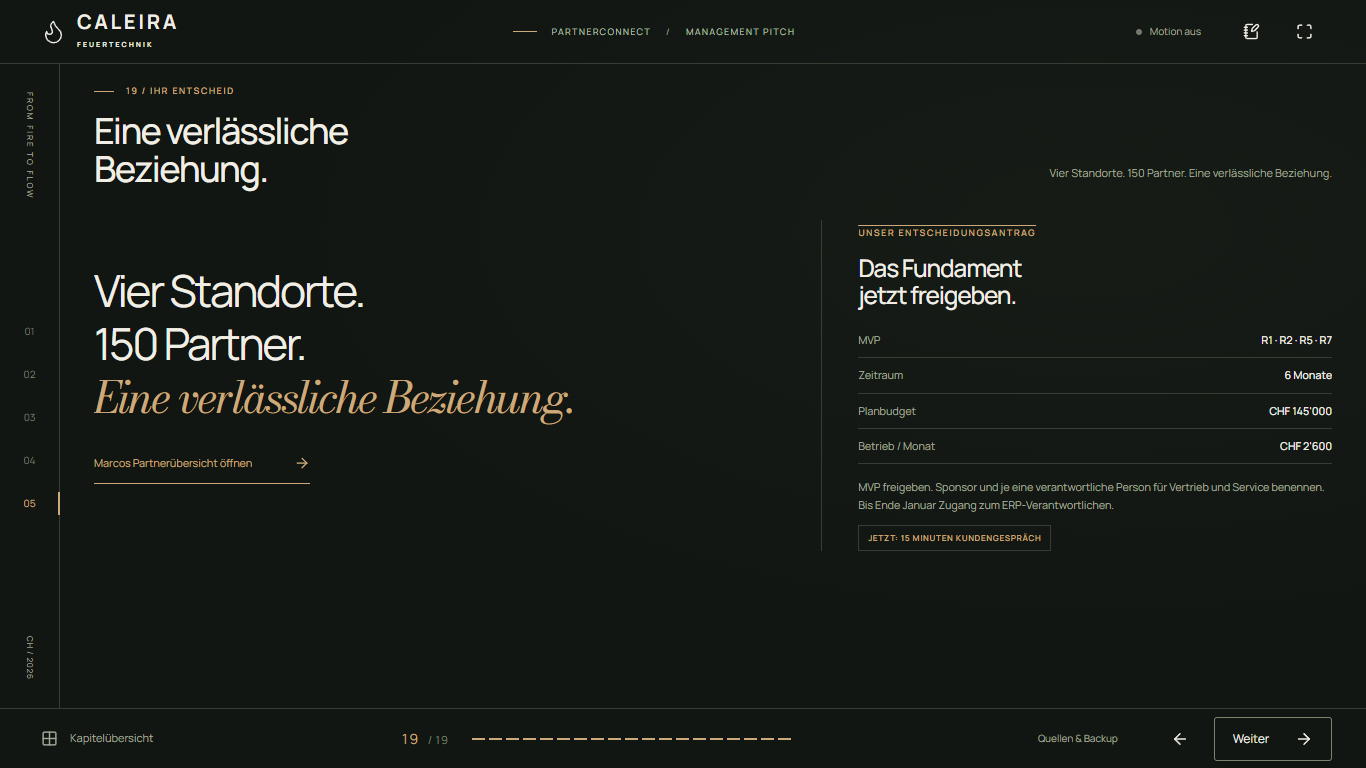 CALEIRA
FEUERTECHNIK
PARTNERCONNECT / MANAGEMENT PITCH
Motion aus
FROM FIRE TO FLOW
19 / IHR ENTSCHEID
Eine verlässliche
Beziehung.
Vier Standorte. 150 Partner. Eine verlässliche Beziehung.
Vier Standorte.
150 Partner.
Eine verlässliche Beziehung.
Marcos Partnerübersicht öffnen
UNSER ENTSCHEIDUNGSANTRAG
Das Fundament
jetzt freigeben.
MVP R1 · R2 · R5 · R7
Zeitraum 6 Monate
Planbudget CHF 145'000
Betrieb / Monat CHF 2'600
MVP freigeben. Sponsor und je eine verantwortliche Person für Vertrieb und Service benennen.
Bis Ende Januar Zugang zum ERP-Verantwortlichen.
JETZT: 15 MINUTEN KUNDENGESPRÄCH
01
02
03
04
05
CH / 2026
Kapitelübersicht
19 / 19
Quellen & Backup
Weiter